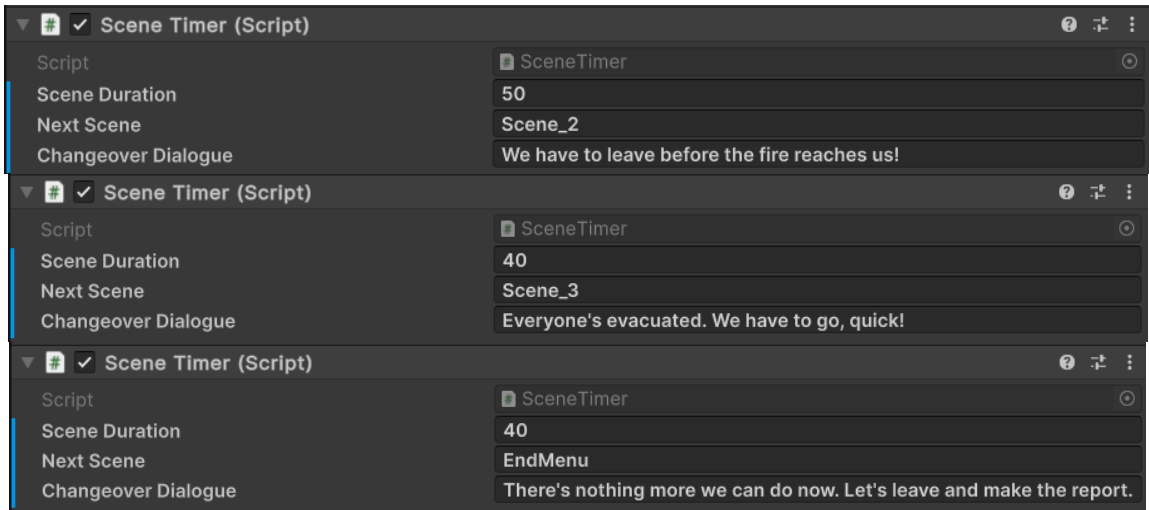 Scene Timer (Script)
Script SceneTimer
Scene Duration 50
Next Scene Scene_2
Changeover Dialogue We have to leave before the fire reaches us!
Scene Timer (Script)
Script SceneTimer
Scene Duration 40
Next Scene Scene_3
Changeover Dialogue Everyone's evacuated. We have to go, quick!
Scene Timer (Script)
Script SceneTimer
Scene Duration 40
Next Scene EndMenu
Changeover Dialogue There's nothing more we can do now. Let's leave and make the report.